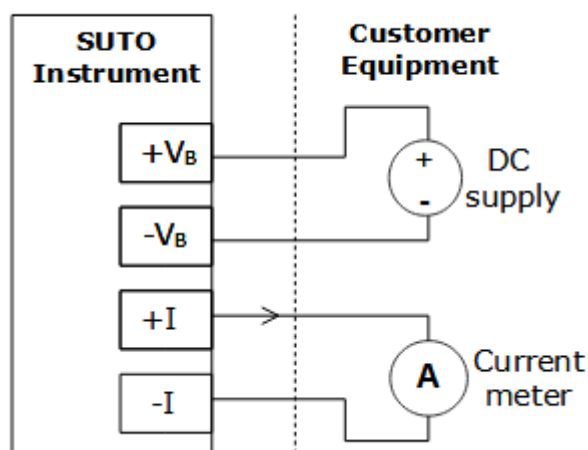 SUTO
Instrument
Customer
Equipment
+VB
-VB
+I
-I
+
-
DC
supply
A
Current
meter